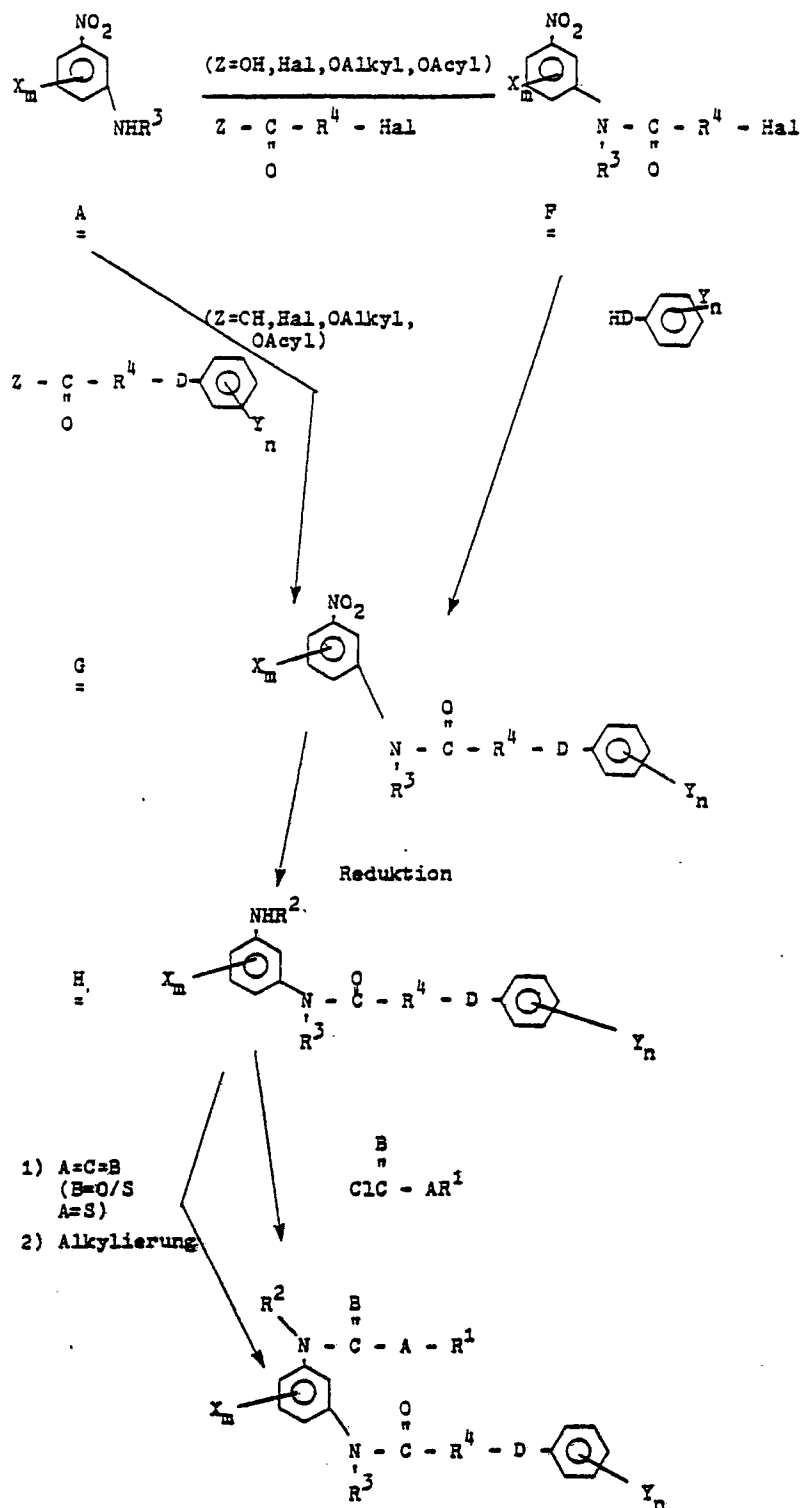 NO2 (Z=OH,Hal,OAlkyl,OAcyl) NO2
Xm Xm
NHR3 Z - C - R4 - Hal N - C - R4 - Hal
O R3 O
A F
(Z=CH,Hal,OAlkyl,
OAcyl)
HD Yn
Z - C - R4 - D
O Yn
NO2
G Xm
O
N - C - R4 - D
R3 Yn
Reduktion
NHR2
H, Xm O
N - C - R4 - D
R3 Yn
1) A=C=B
(B=O/S
A=S)
2) Alkylierung
B
ClC - AR1
R2 B
N - C - A - R1
Xm O
N - C - R4 - D
R3 Yn